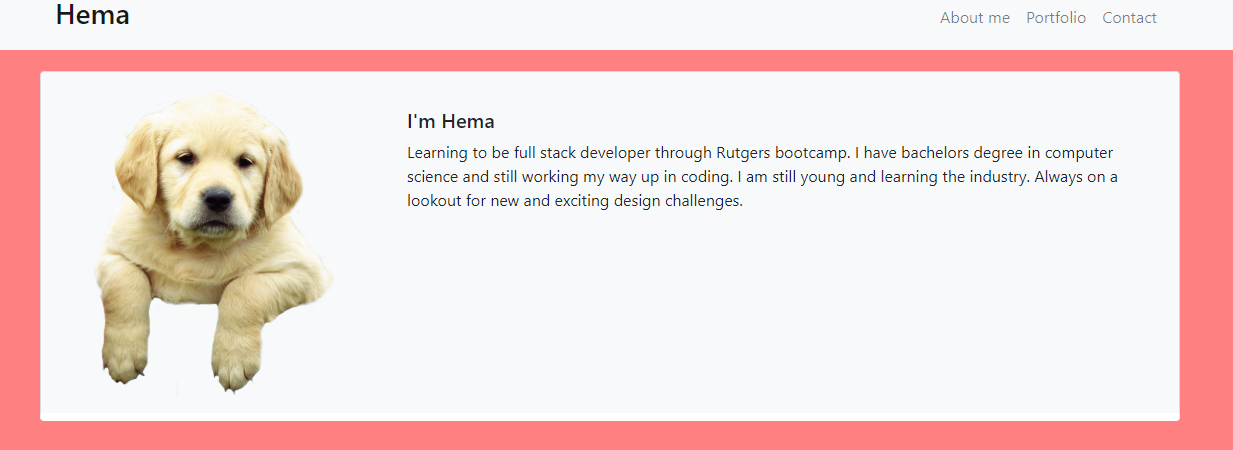 Hema
About me Portfolio Contact
I'm Hema
Learning to be full stack developer through Rutgers bootcamp. I have bachelors degree in computer
science and still working my way up in coding. I am still young and learning the industry. Always on a
lookout for new and exciting design challenges.